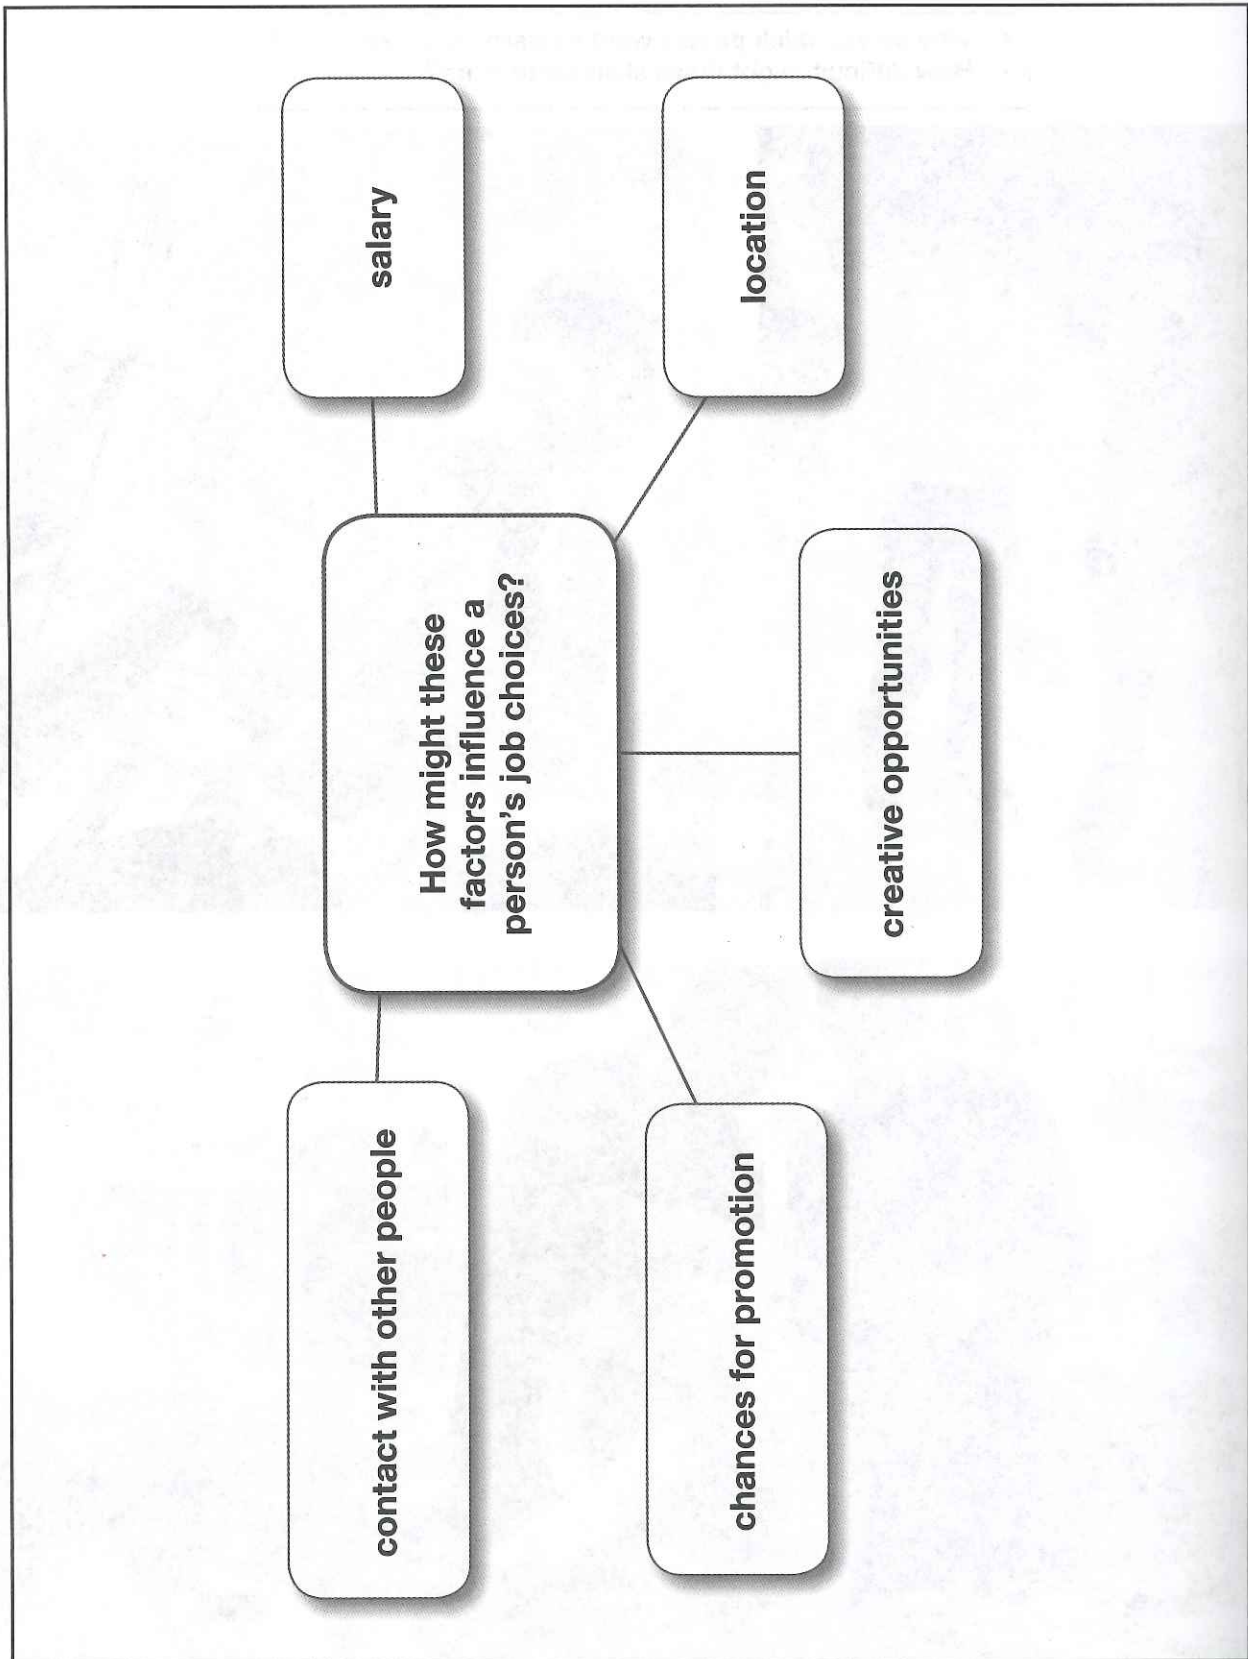 How might these
factors influence a
person's job choices?
contact with other people
salary
chances for promotion
location
creative opportunities